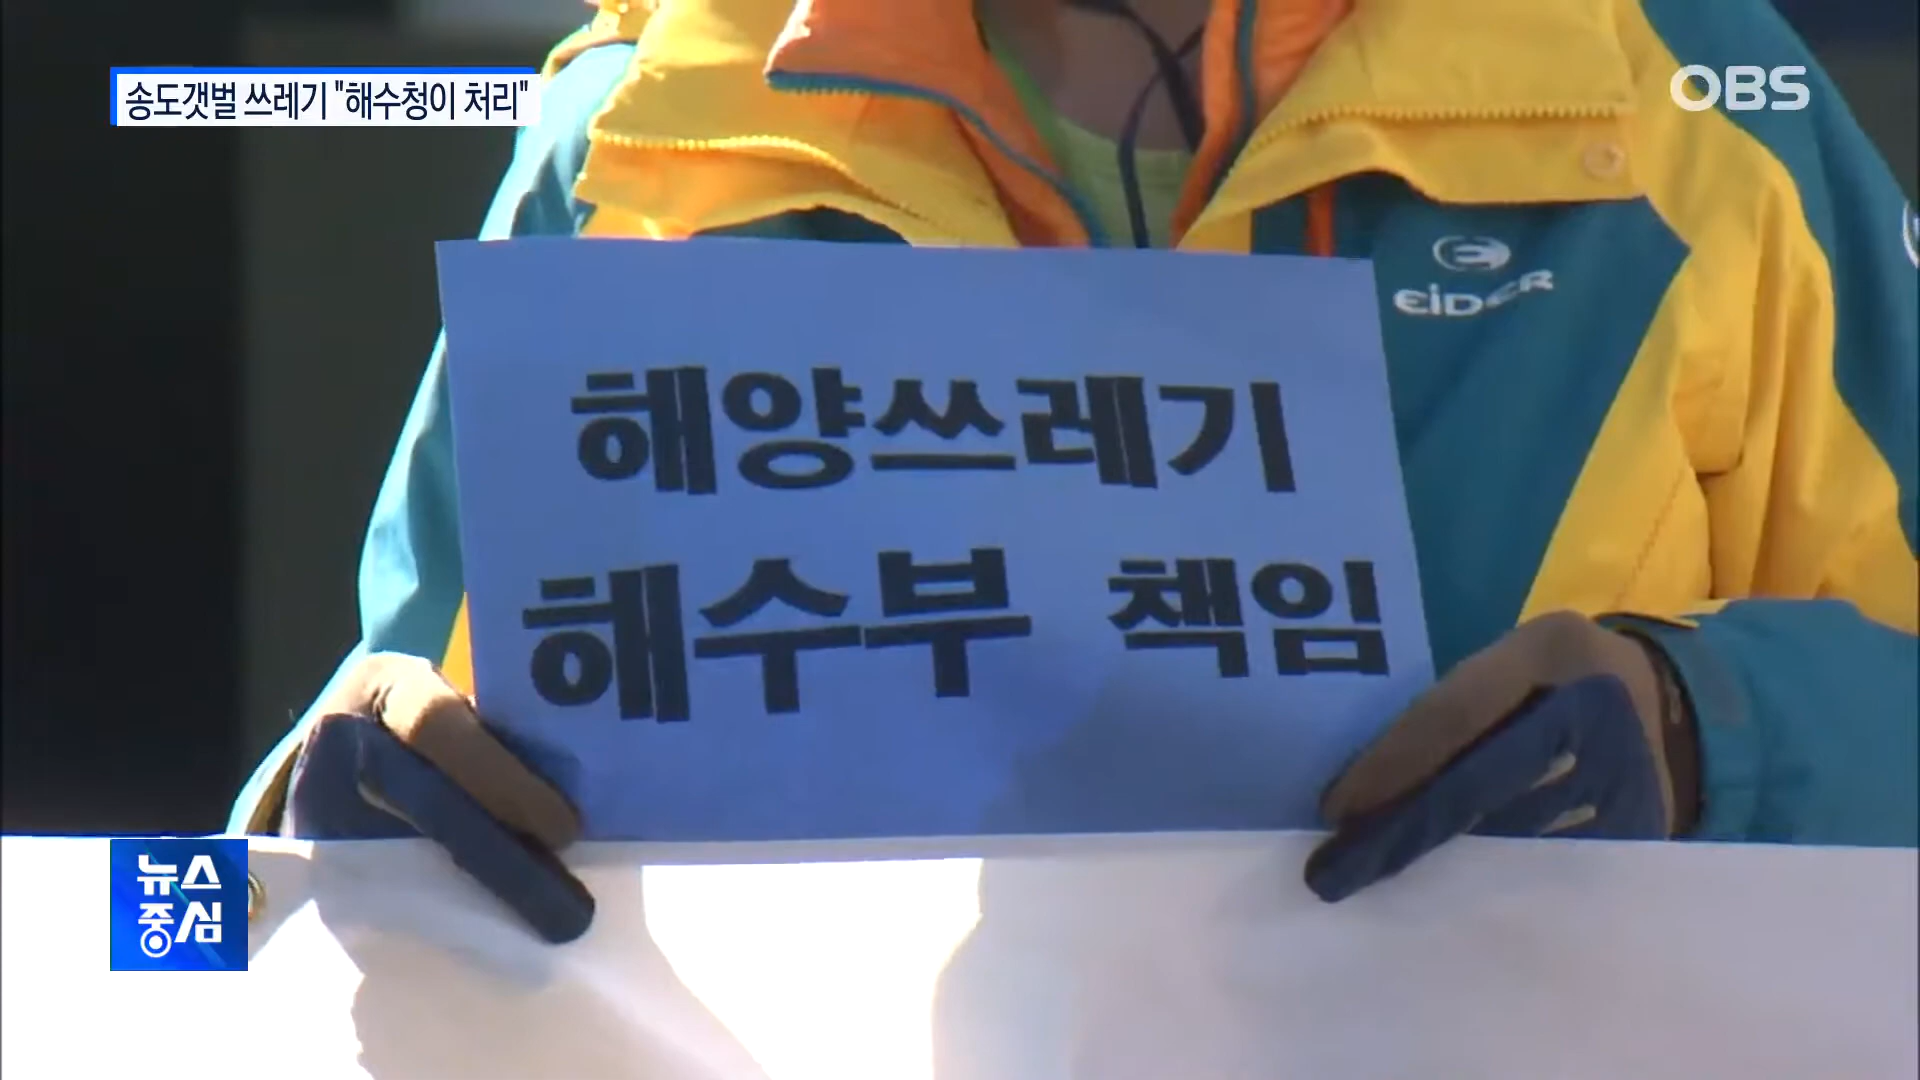 송도갯벌 쓰레기 "해수청이 처리"
OBS
EiDER
해양쓰레기
해수부 책임
뉴스
중심